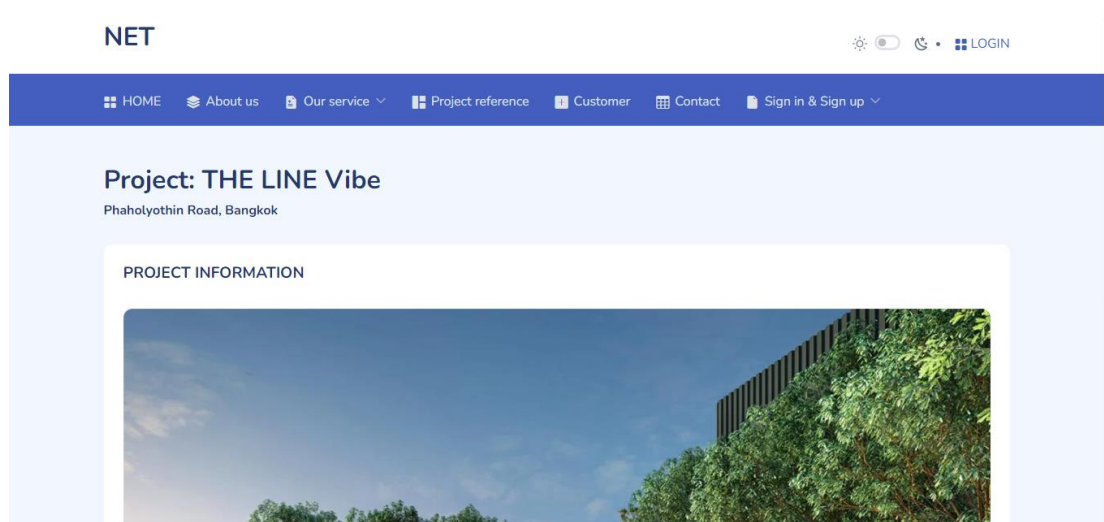 NET
LOGIN
HOME About us Our service Project reference Customer Contact Sign in & Sign up
Project: THE LINE Vibe
Phaholyothin Road, Bangkok
PROJECT INFORMATION